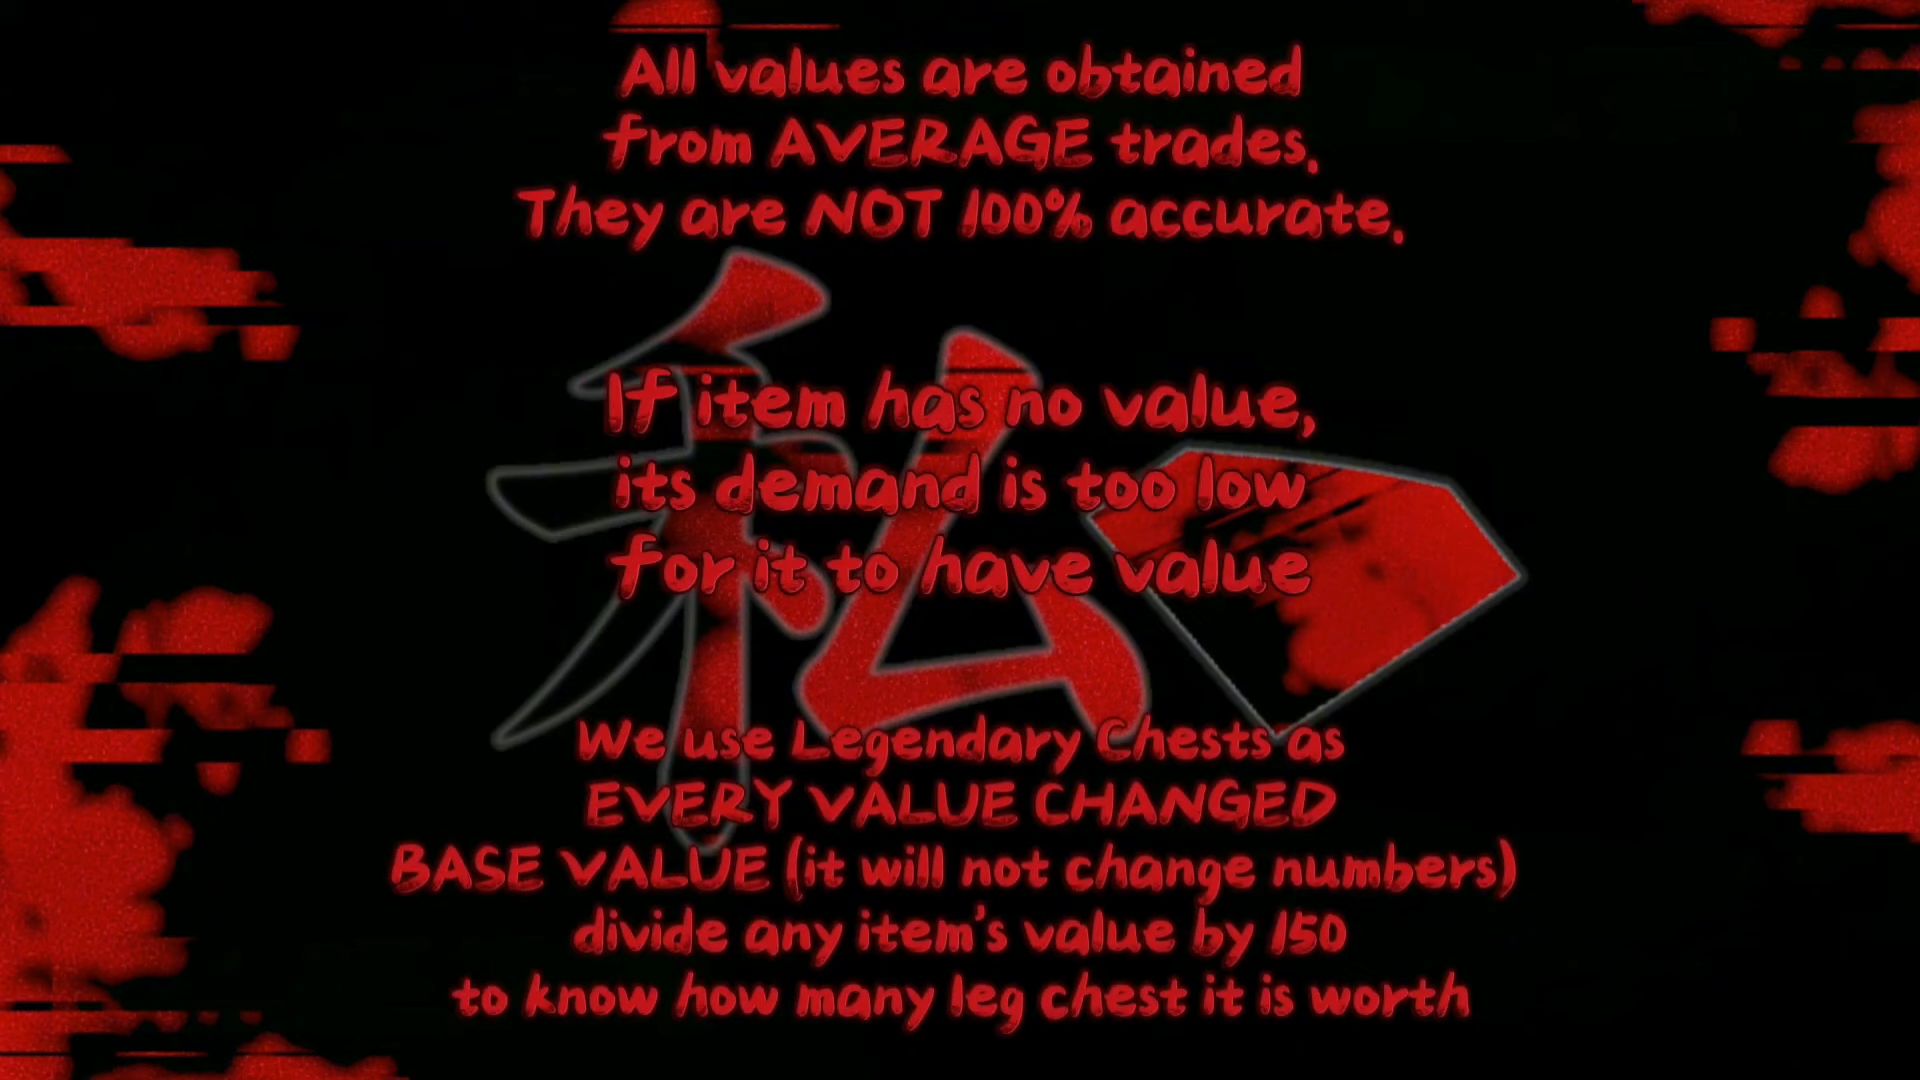 All values are obtained
from AVERAGE trades.
They are NOT 100% accurate.
私
If item has no value,
its demand is too low
for it to have value
We use Legendary Chests as
EVERY VALUE CHANGED
BASE VALUE (it will not change numbers)
divide any item's value by 150
to know how many leg chest it is worth